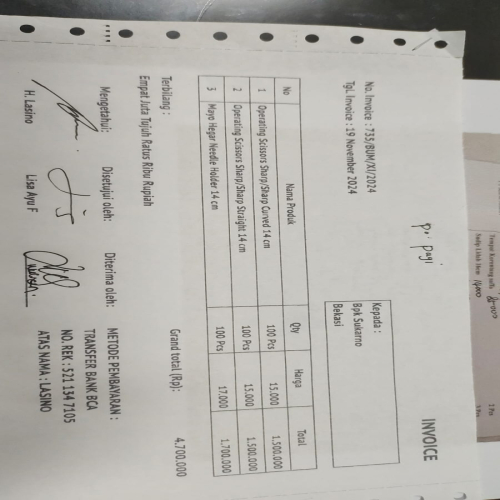 INVOICE
pr pagi
No. Invoice : 735/BUM/XI/2024
Tgl. Invoice : 19 November 2024
Kepada :
Bpk Sukarno
Bekasi
No Nama Produk Qty Harga Total
1 Operating Scissors Sharp/Sharp Curved 14 cm 100 Pcs 15.000 1.500.000
2 Operating Scissors Sharp/Sharp Straight 14 cm 100 Pcs 15.000 1.500.000
3 Mayo Hegar Needle Holder 14 cm 100 Pcs 17.000 1.700.000
Grand total (Rp): 4.700.000
Terbilang :
Empat Juta Tujuh Ratus Ribu Rupiah
Mengetahui: Disetujui oleh: Diterima oleh:
H. Lasino Lisa Ayu F
METODE PEMBAYARAN :
TRANSFER BANK BCA
NO. REK : 521 134 7105
ATAS NAMA : LASINO